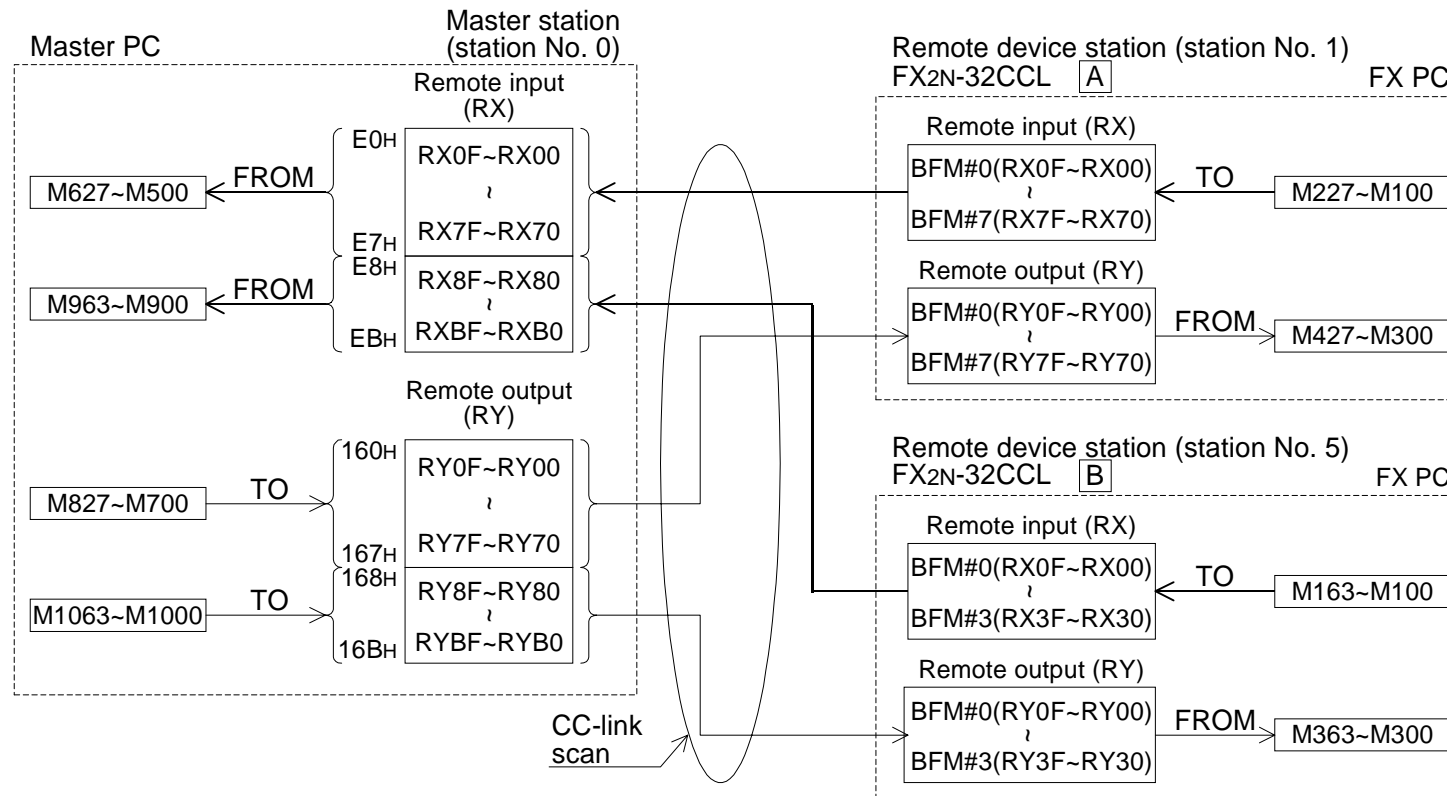 Master PC
Master station
(station No. 0)
Remote input
(RX)
E0H
RX0F~RX00
~
RX7F~RX70
E7H
E8H
RX8F~RX80
~
RXBF~RXB0
EBH
M627~M500
FROM
M963~M900
FROM
Remote output
(RY)
160H
RY0F~RY00
~
RY7F~RY70
167H
168H
RY8F~RY80
~
RYBF~RYB0
16BH
M827~M700
TO
M1063~M1000
TO
CC-link
scan
Remote device station (station No. 1)
FX2N-32CCL A FX PC
Remote input (RX)
BFM#0(RX0F~RX00)
~
BFM#7(RX7F~RX70)
TO
M227~M100
Remote output (RY)
BFM#0(RY0F~RY00)
~
BFM#7(RY7F~RY70)
FROM
M427~M300
Remote device station (station No. 5)
FX2N-32CCL B FX PC
Remote input (RX)
BFM#0(RX0F~RX00)
~
BFM#3(RX3F~RX30)
TO
M163~M100
Remote output (RY)
BFM#0(RY0F~RY00)
~
BFM#3(RY3F~RY30)
FROM
M363~M300